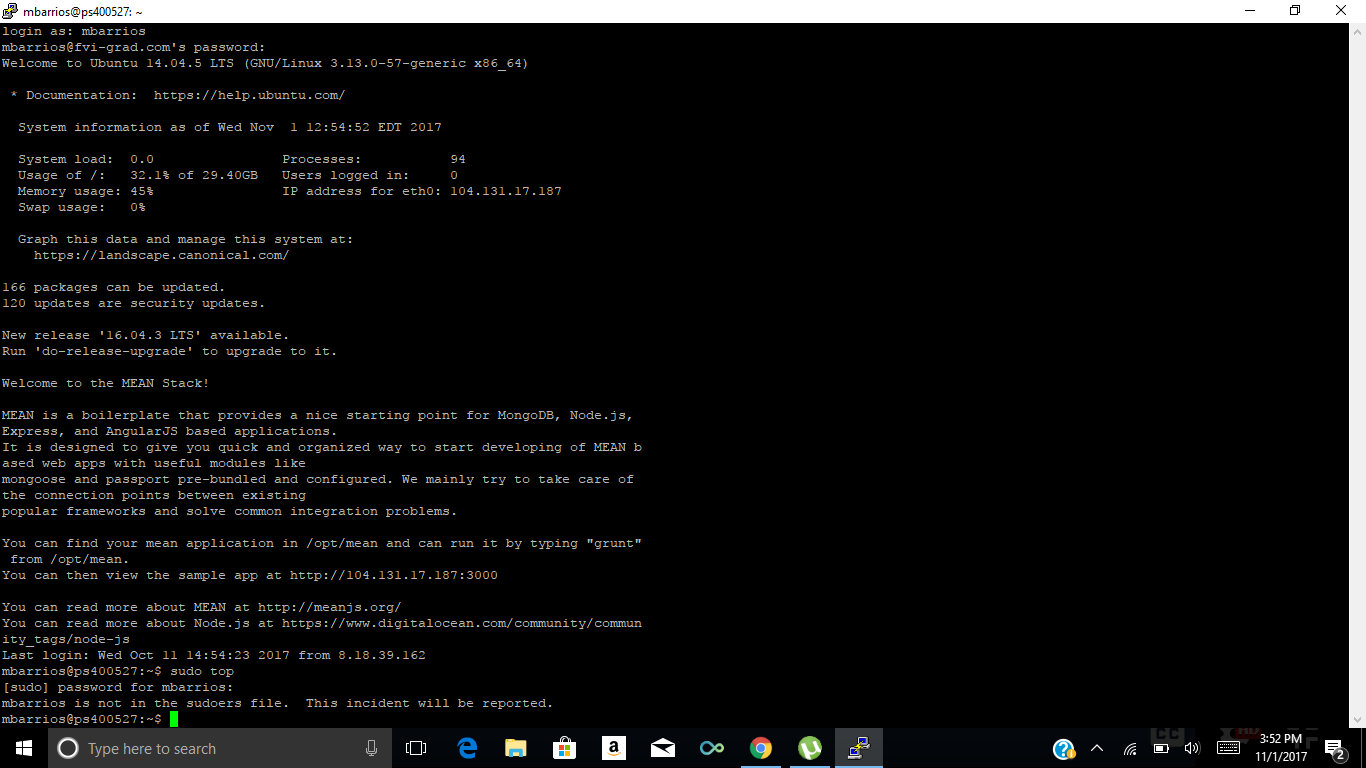 mbarrios@ps400527: ~
login as: mbarrios
mbarrios@fvi-grad.com's password:
Welcome to Ubuntu 14.04.5 LTS (GNU/Linux 3.13.0-57-generic x86_64)
* Documentation:  https://help.ubuntu.com/
System information as of Wed Nov  1 12:54:52 EDT 2017
System load:  0.0                Processes:           94
Usage of /:   32.1% of 29.40GB   Users logged in:     0
Memory usage: 45%                IP address for eth0: 104.131.17.187
Swap usage:   0%
Graph this data and manage this system at:
https://landscape.canonical.com/
166 packages can be updated.
120 updates are security updates.
New release '16.04.3 LTS' available.
Run 'do-release-upgrade' to upgrade to it.
Welcome to the MEAN Stack!
MEAN is a boilerplate that provides a nice starting point for MongoDB, Node.js,
Express, and AngularJS based applications.
It is designed to give you quick and organized way to start developing of MEAN b
ased web apps with useful modules like
mongoose and passport pre-bundled and configured. We mainly try to take care of
the connection points between existing
popular frameworks and solve common integration problems.
You can find your mean application in /opt/mean and can run it by typing "grunt"
from /opt/mean.
You can then view the sample app at http://104.131.17.187:3000
You can read more about MEAN at http://meanjs.org/
You can read more about Node.js at https://www.digitalocean.com/community/commun
ity_tags/node-js
Last login: Wed Oct 11 14:54:23 2017 from 8.18.39.162
mbarrios@ps400527:~$ sudo top
[sudo] password for mbarrios:
mbarrios is not in the sudoers file.  This incident will be reported.
mbarrios@ps400527:~$
Type here to search
a
3:52 PM
11/1/2017
2